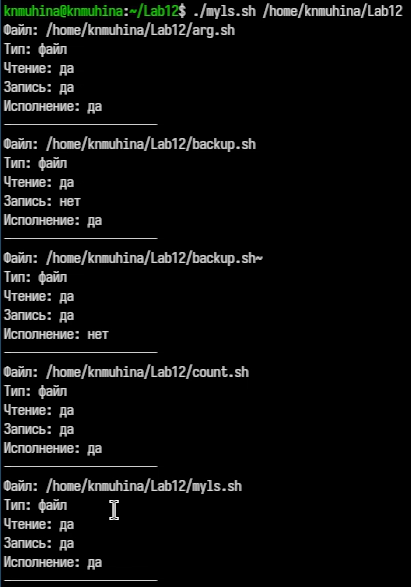 knmuhina@knmuhina:~/Lab12$ ./myls.sh /home/knmuhina/Lab12
Файл: /home/knmuhina/Lab12/arg.sh
Тип: файл
Чтение: да
Запись: да
Исполнение: да
──────────────────────
Файл: /home/knmuhina/Lab12/backup.sh
Тип: файл
Чтение: да
Запись: нет
Исполнение: да
──────────────────────
Файл: /home/knmuhina/Lab12/backup.sh~
Тип: файл
Чтение: да
Запись: да
Исполнение: нет
──────────────────────
Файл: /home/knmuhina/Lab12/count.sh
Тип: файл
Чтение: да
Запись: да
Исполнение: да
──────────────────────
Файл: /home/knmuhina/Lab12/myls.sh
Тип: файл
Чтение: да
Запись: да
Исполнение: да
──────────────────────